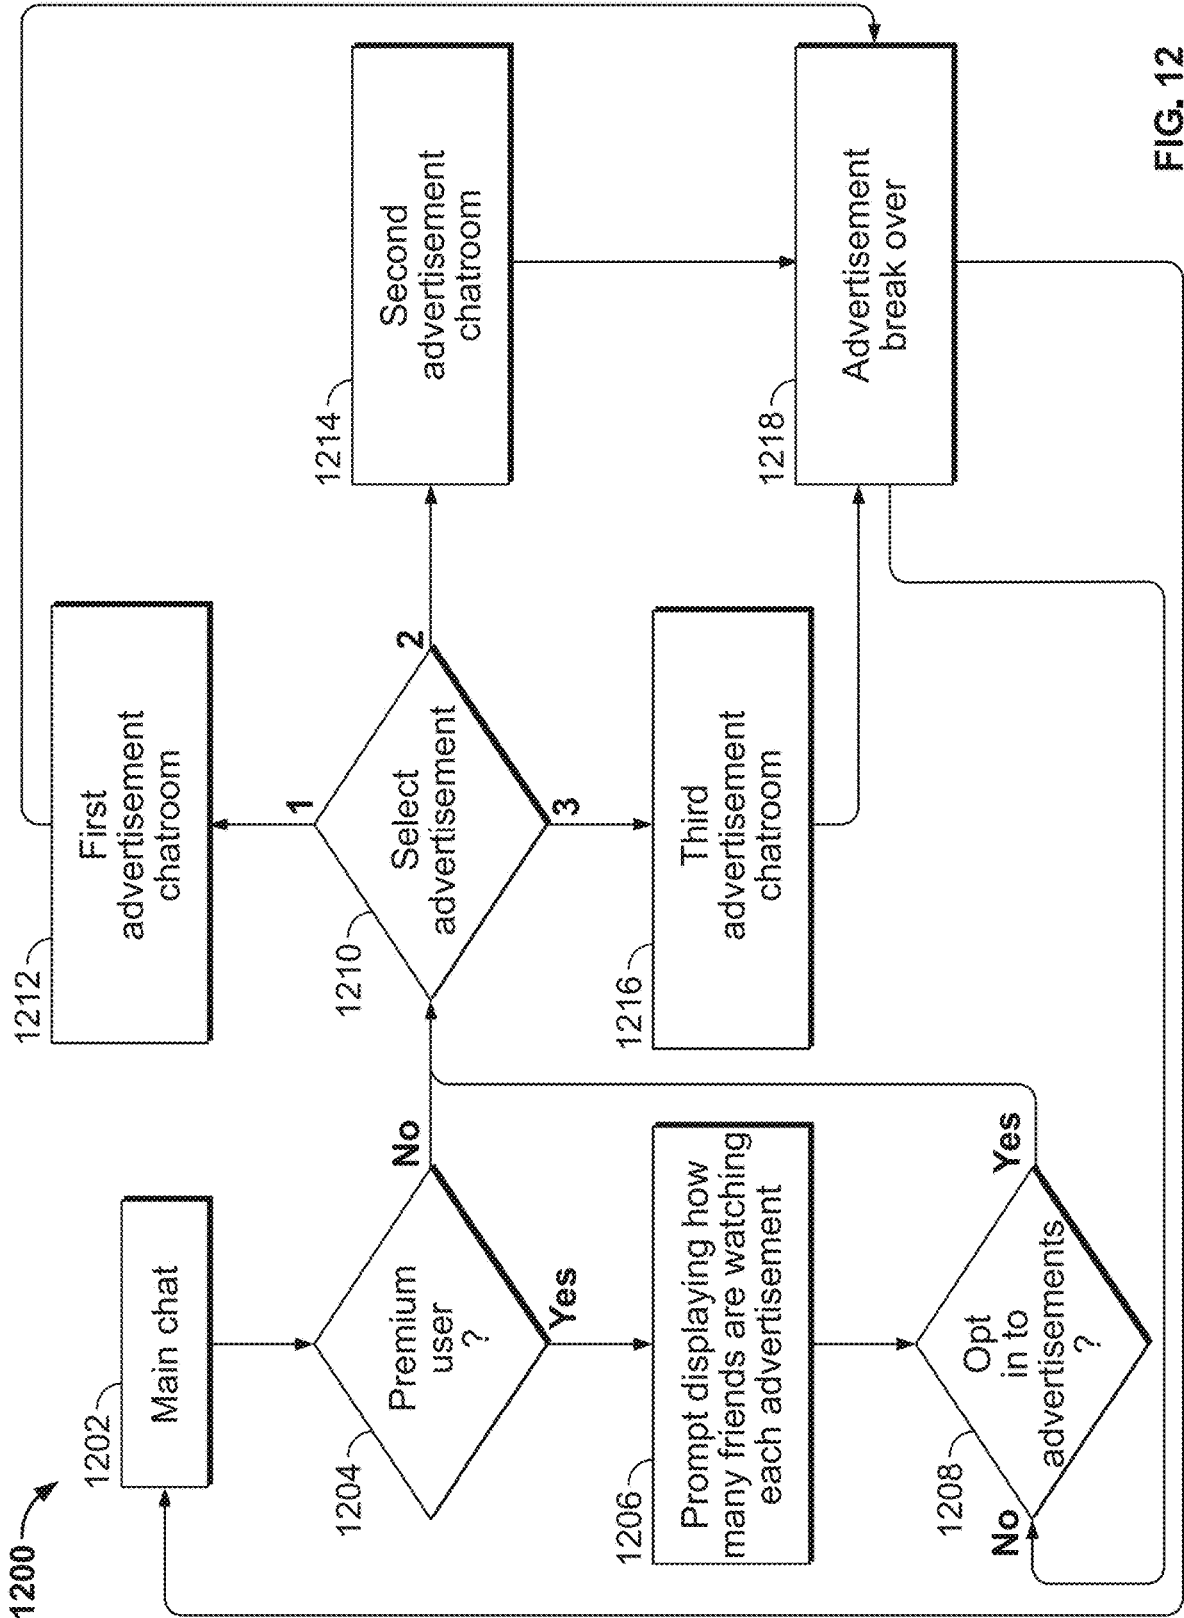 1200
1202
Main chat
1204
Premium
user
?
No
Yes
1206
Prompt displaying how
many friends are watching
each advertisement
1208
Opt
in to
advertisements
?
No
Yes
1210
Select
advertisement
1
2
3
1212
First
advertisement
chatroom
1214
Second
advertisement
chatroom
1216
Third
advertisement
chatroom
1218
Advertisement
break over
FIG. 12